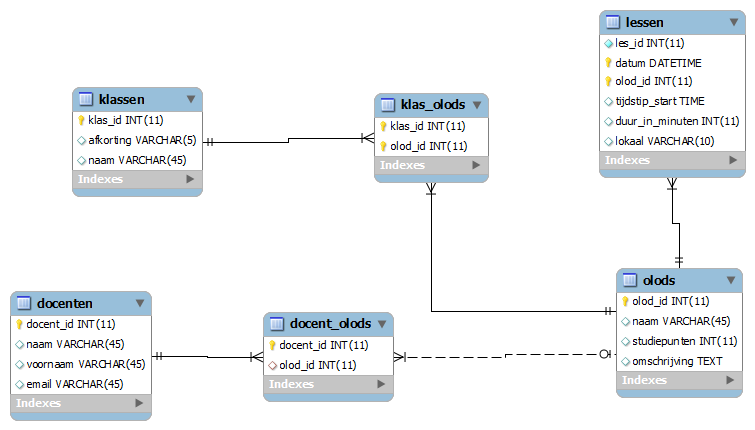 klassen
klas_id INT(11)
afkorting VARCHAR(5)
naam VARCHAR(45)
Indexes
klas_olods
klas_id INT(11)
olod_id INT(11)
Indexes
lessen
les_id INT(11)
datum DATETIME
olod_id INT(11)
tijdstip_start TIME
duur_in_minuten INT(11)
lokaal VARCHAR(10)
Indexes
docenten
docent_id INT(11)
naam VARCHAR(45)
voornaam VARCHAR(45)
email VARCHAR(45)
Indexes
docent_olods
docent_id INT(11)
olod_id INT(11)
Indexes
olods
olod_id INT(11)
naam VARCHAR(45)
studiepunten INT(11)
omschrijving TEXT
Indexes